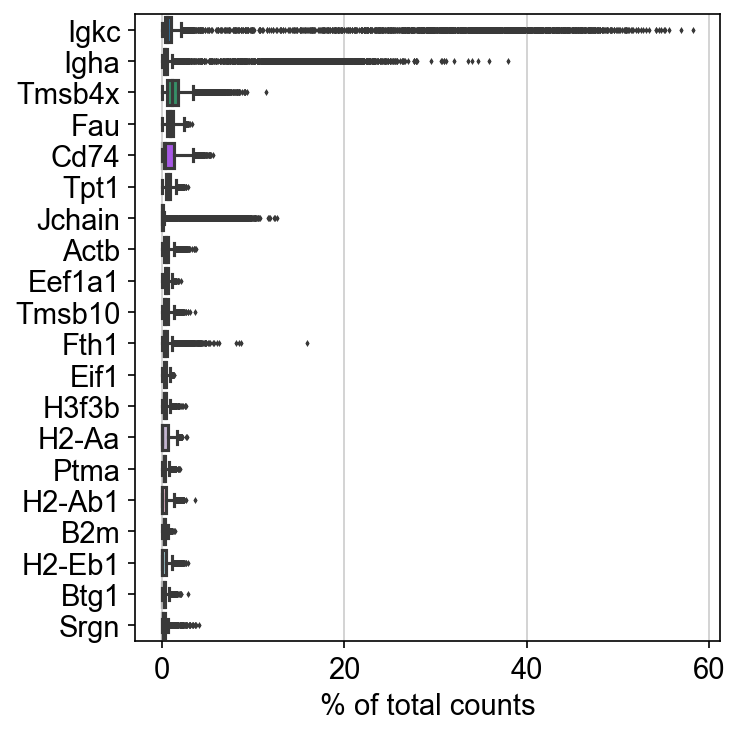 Igkc
Igha
Tmsb4x
Fau
Cd74
Tpt1
Jchain
Actb
Eef1a1
Tmsb10
Fth1
Eif1
H3f3b
H2-Aa
Ptma
H2-Ab1
B2m
H2-Eb1
Btg1
Srgn
0 20 40 60
% of total counts